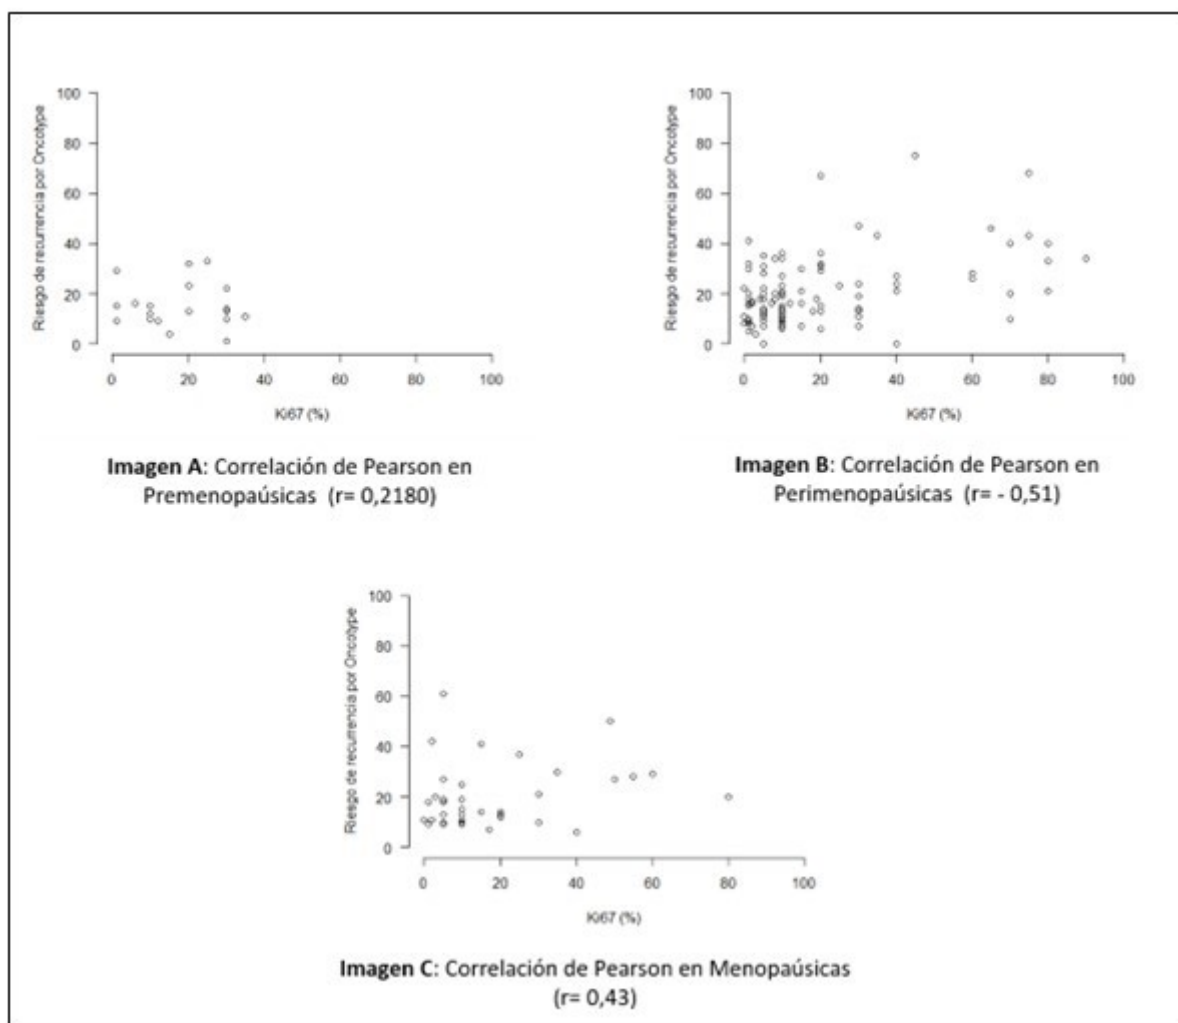 Riesgo de recurrencia por Oncotype
100
80
60
40
20
0
0 20 40 60 80 100
Ki67 (%)
Imagen A: Correlación de Pearson en
Premenopaúsicas (r= 0,2180)
Riesgo de recurrencia por Oncotype
100
80
60
40
20
0
0 20 40 60 80 100
Ki67 (%)
Imagen B: Correlación de Pearson en
Perimenopaúsicas (r= - 0,51)
Riesgo de recurrencia por Oncotype
100
80
60
40
20
0
0 20 40 60 80 100
Ki67 (%)
Imagen C: Correlación de Pearson en Menopaúsicas
(r= 0,43)